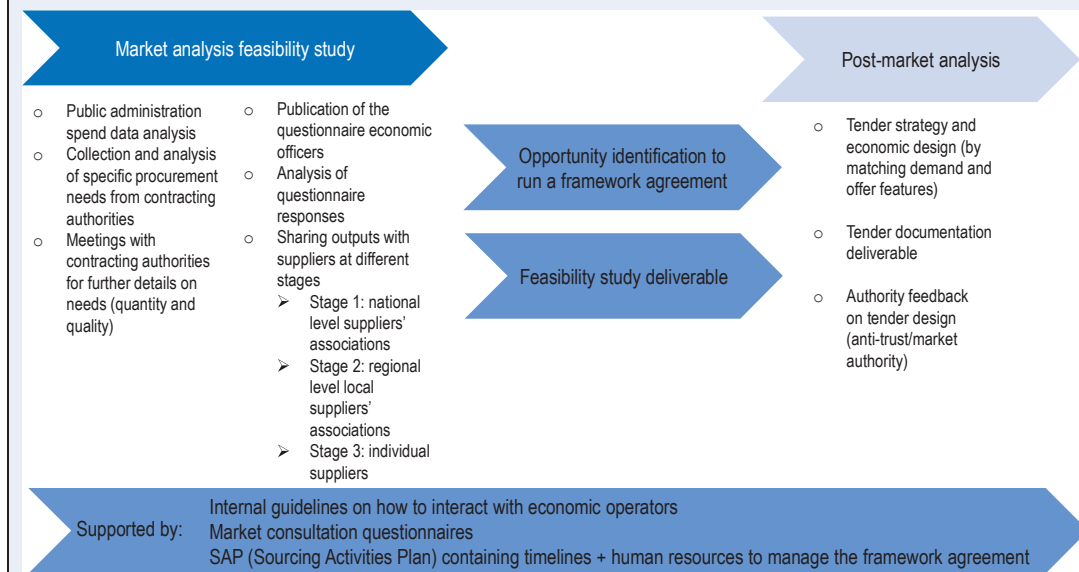 Market analysis feasibility study
○ Public administration
spend data analysis
○ Collection and analysis
of specific procurement
needs from contracting
authorities
○ Meetings with
contracting authorities
for further details on
needs (quantity and
quality)
○ Publication of the
questionnaire economic
officers
○ Analysis of
questionnaire
responses
○ Sharing outputs with
suppliers at different
stages
➢ Stage 1: national
level suppliers'
associations
➢ Stage 2: regional
level local
suppliers'
associations
➢ Stage 3: individual
suppliers
Opportunity identification to
run a framework agreement
Feasibility study deliverable
Post-market analysis
○ Tender strategy and
economic design (by
matching demand and
offer features)
○ Tender documentation
deliverable
○ Authority feedback
on tender design
(anti-trust/market
authority)
Supported by:
Internal guidelines on how to interact with economic operators
Market consultation questionnaires
SAP (Sourcing Activities Plan) containing timelines + human resources to manage the framework agreement